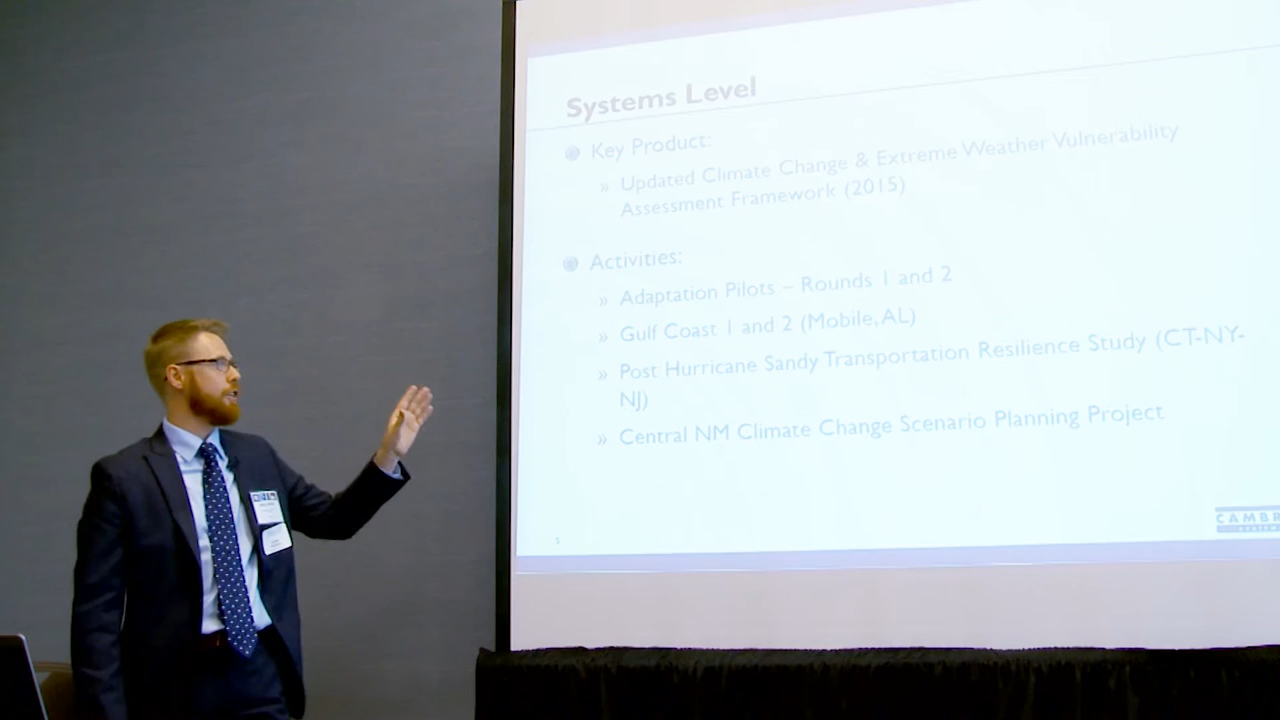 Systems Level
Key Product:
» Updated Climate Change & Extreme Weather Vulnerability
Assessment Framework (2015)
Activities:
» Adaptation Pilots – Rounds 1 and 2
» Gulf Coast 1 and 2 (Mobile, AL)
» Post Hurricane Sandy Transportation Resilience Study (CT-NY-
NJ)
» Central NM Climate Change Scenario Planning Project
CAMBR